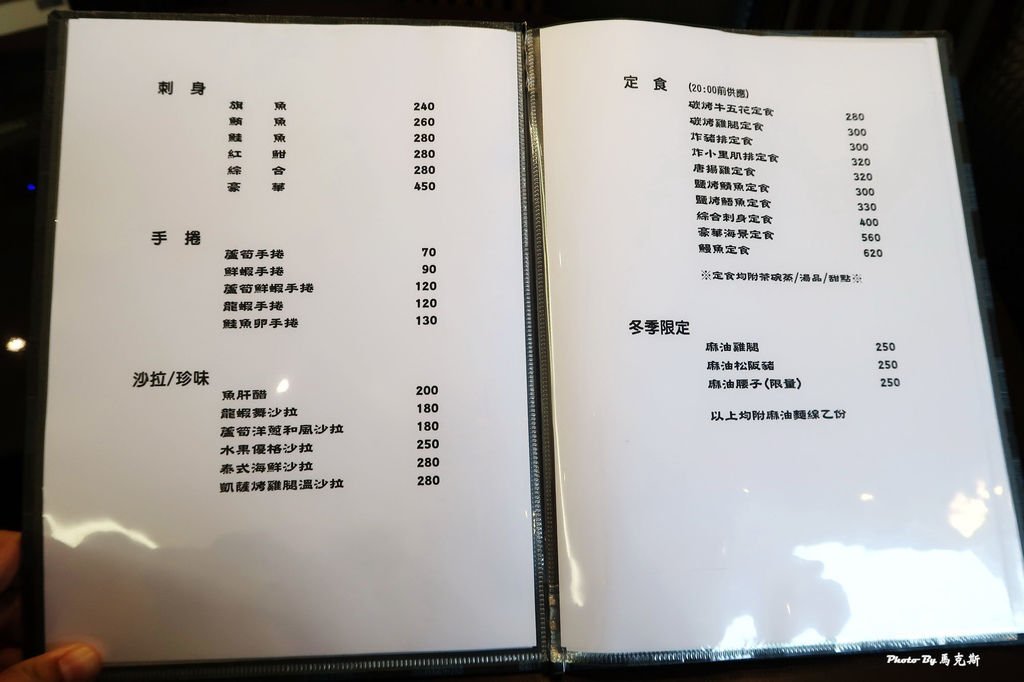 刺身
旗魚 240
鮪魚 260
鮭魚 280
紅魽 280
綜合 280
豪華 450
手捲
蘆筍手捲 70
鮮蝦手捲 90
蘆筍鮮蝦手捲 120
龍蝦手捲 120
鮭魚卵手捲 130
沙拉/珍味
魚肝醋 200
龍蝦舞沙拉 180
蘆筍洋蔥和風沙拉 180
水果優格沙拉 250
泰式海鮮沙拉 280
凱薩烤雞腿溫沙拉 280
定食 (20:00前供應)
碳烤牛五花定食 280
碳烤雞腿定食 300
炸豬排定食 300
炸小里肌排定食 320
唐揚雞定食 320
鹽烤鯖魚定食 300
鹽烤鱔魚定食 330
綜合刺身定食 400
豪華海景定食 560
鰻魚定食 620
※定食均附茶碗蒸/湯品/甜點※
冬季限定
麻油雞腿 250
麻油松阪豬 250
麻油腰子(限量) 250
以上均附麻油麵線乙份
Photo By 馬克斯